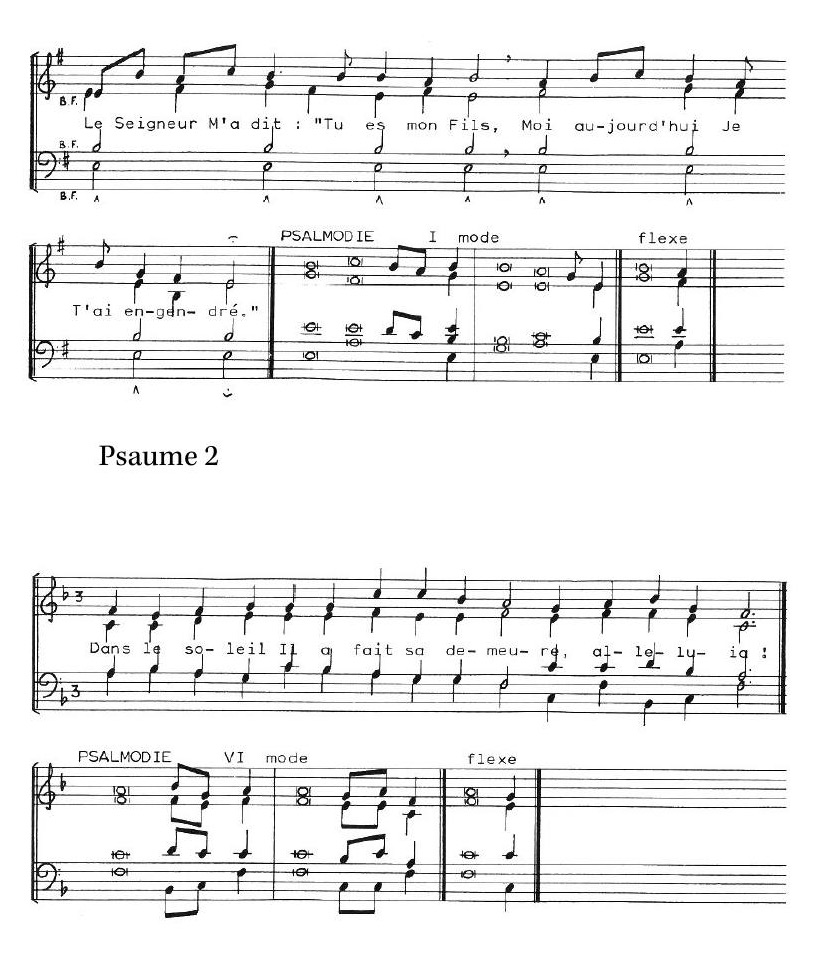 B.F.
Le Seigneur M'a dit : "Tu es mon Fils, Moi au-jourd'hui Je
B.F.
B.F.
PSALMODIE I mode flexe
T'ai en-gen- dré."
Psaume 2
3
Dans le so- leil Il a fait sa de- meu- re, al- le- lu- ia !
3
PSALMODIE VI mode flexe